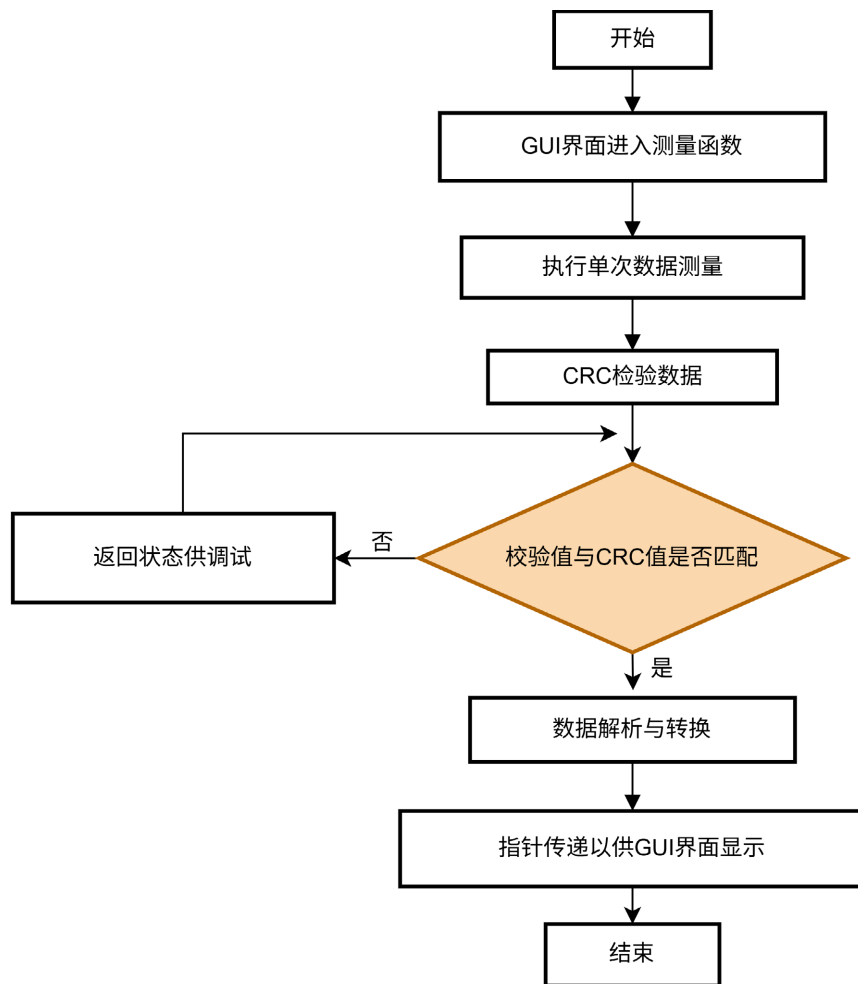 开始
GUI界面进入测量函数
执行单次数据测量
CRC检验数据
校验值与CRC值是否匹配
否
返回状态供调试
是
数据解析与转换
指针传递以供GUI界面显示
结束